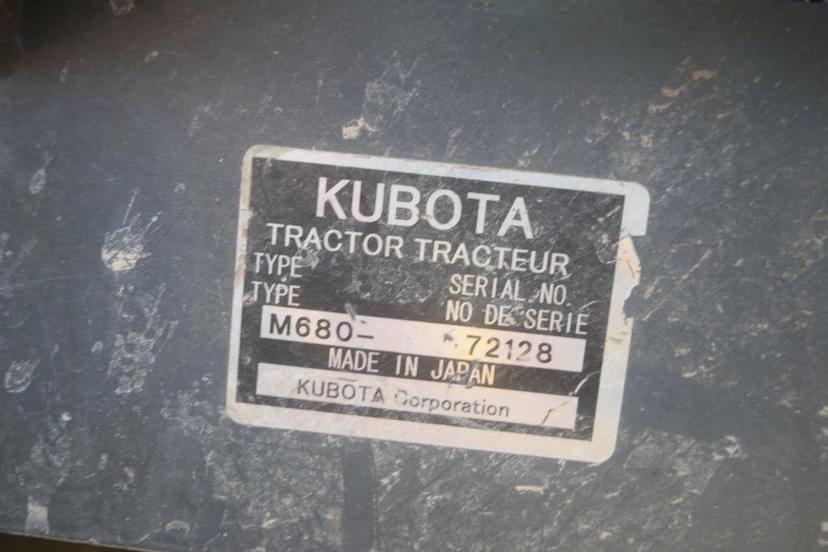 KUBOTA
TRACTOR TRACTEUR
TYPE SERIAL NO.
TYPE NO DE SERIE
M680- 72128
MADE IN JAPAN
KUBOTA Corporation